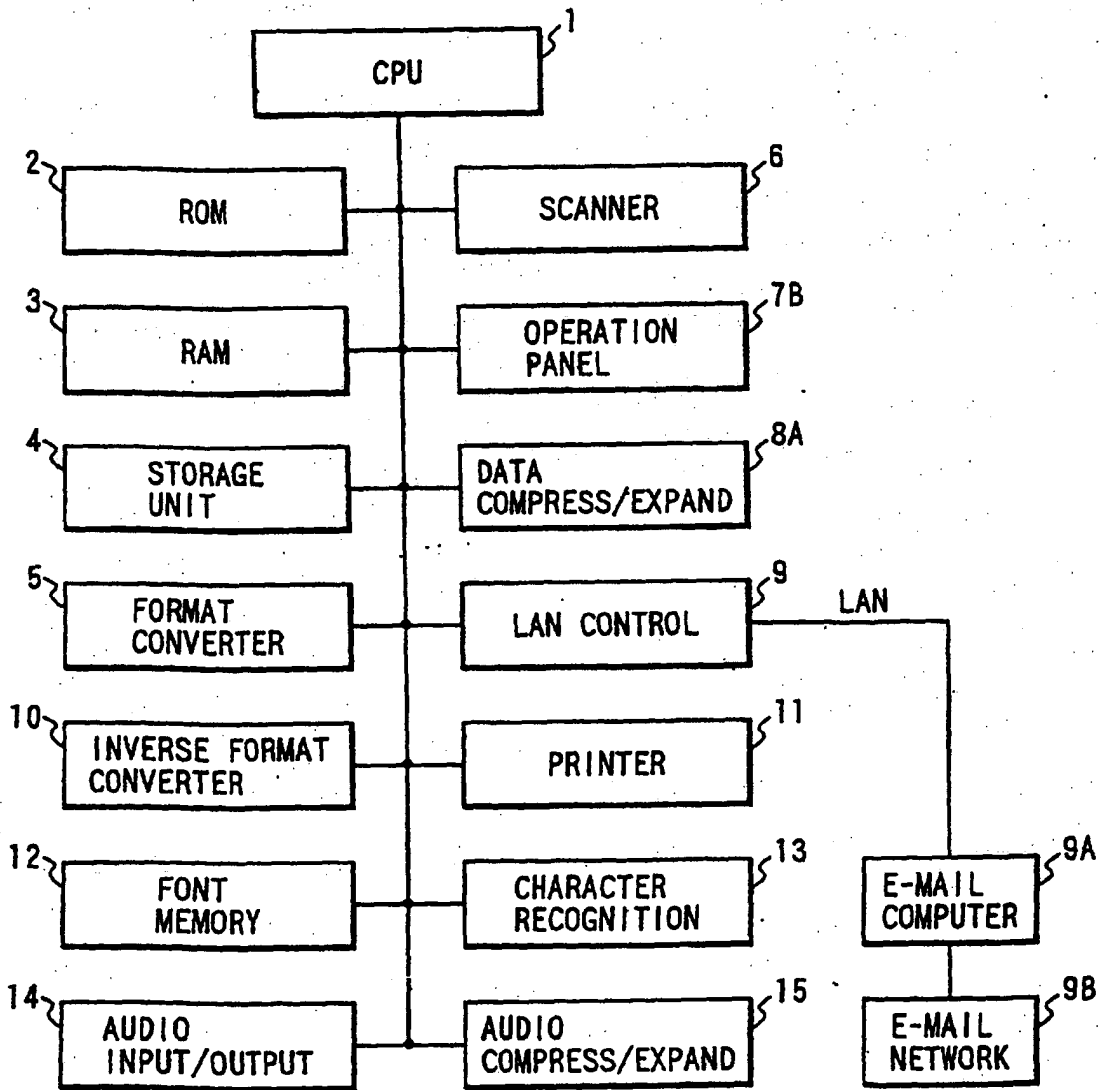 1
CPU
2
ROM
6
SCANNER
3
RAM
7B
OPERATION
PANEL
4
STORAGE
UNIT
8A
DATA
COMPRESS/EXPAND
5
FORMAT
CONVERTER
9
LAN CONTROL
LAN
10
INVERSE FORMAT
CONVERTER
11
PRINTER
12
FONT
MEMORY
13
CHARACTER
RECOGNITION
9A
E-MAIL
COMPUTER
14
AUDIO
INPUT/OUTPUT
15
AUDIO
COMPRESS/EXPAND
9B
E-MAIL
NETWORK